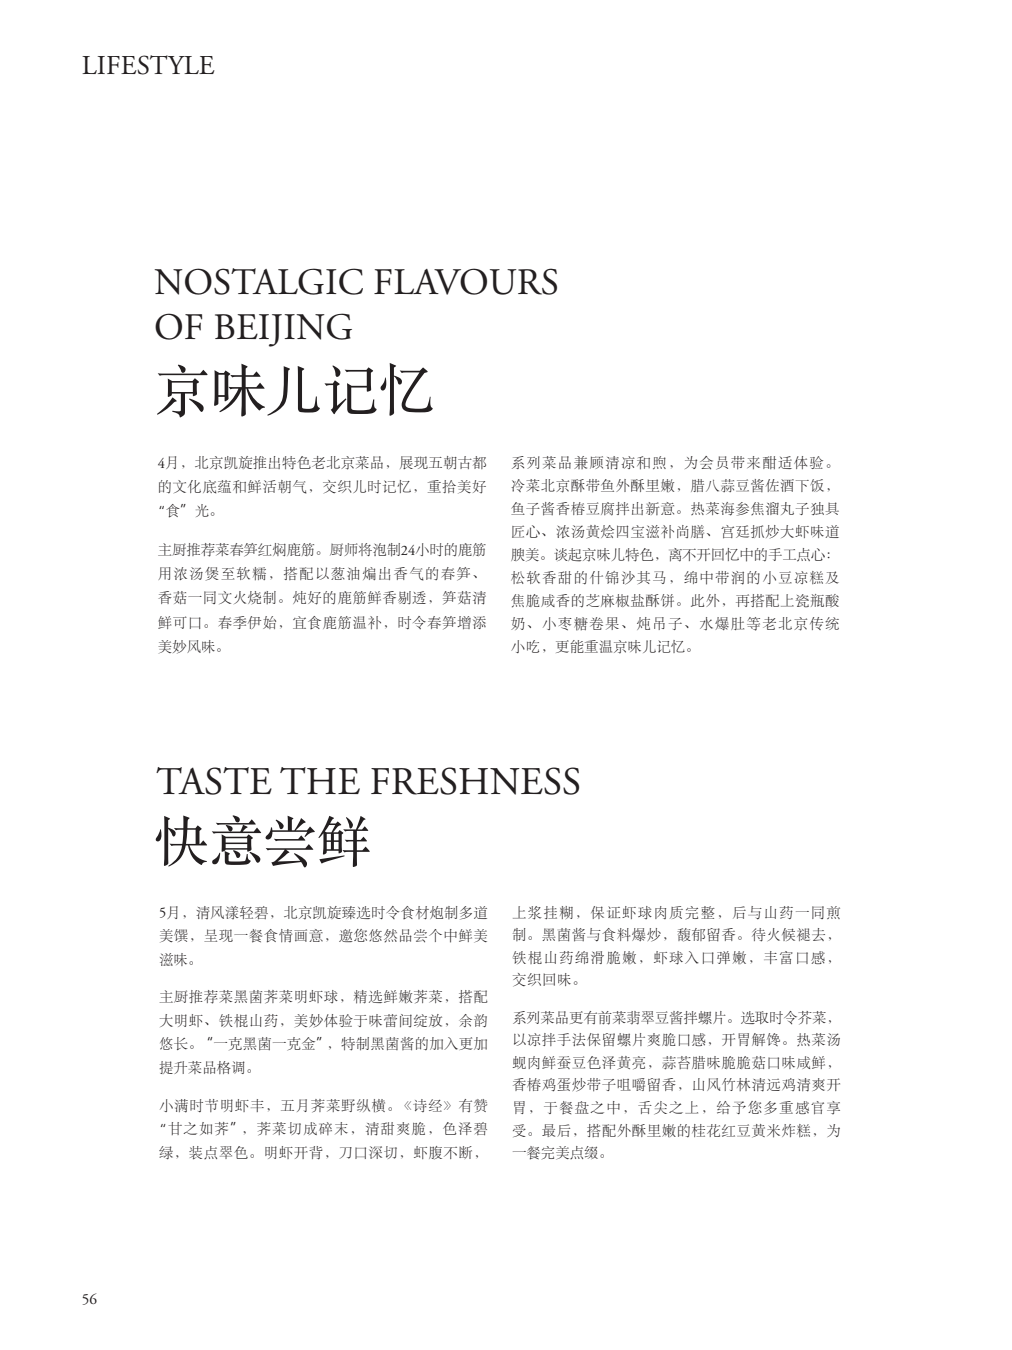 LIFESTYLE
NOSTALGIC FLAVOURS
OF BEIJING
京味儿记忆
4月，北京凯旋推出特色老北京菜品，展现五朝古都
的文化底蕴和鲜活朝气，交织儿时记忆，重拾美好
“食”光。
主厨推荐菜春笋红焖鹿筋。厨师将泡制24小时的鹿筋
用浓汤煲至软糯，搭配以葱油煸出香气的春笋、
香菇一同文火烧制。炖好的鹿筋鲜香剔透，笋菇清
鲜可口。春季伊始，宜食鹿筋温补，时令春笋增添
美妙风味。
系列菜品兼顾清凉和煦，为会员带来酣适体验。
冷菜北京酥带鱼外酥里嫩，腊八蒜豆酱佐酒下饭，
鱼子酱香椿豆腐拌出新意。热菜海参焦溜丸子独具
匠心、浓汤黄烩四宝滋补尚膳、宫廷抓炒大虾味道
腴美。谈起京味儿特色，离不开回忆中的手工点心：
松软香甜的什锦沙其马，绵中带润的小豆凉糕及
焦脆咸香的芝麻椒盐酥饼。此外，再搭配上瓷瓶酸
奶、小枣糖卷果、炖吊子、水爆肚等老北京传统
小吃，更能重温京味儿记忆。
TASTE THE FRESHNESS
快意尝鲜
5月，清风漾轻碧，北京凯旋臻选时令食材炮制多道
美馔，呈现一餐食情画意，邀您悠然品尝个中鲜美
滋味。
主厨推荐菜黑菌荠菜明虾球，精选鲜嫩荠菜，搭配
大明虾、铁棍山药，美妙体验于味蕾间绽放，余韵
悠长。“一克黑菌一克金”，特制黑菌酱的加入更加
提升菜品格调。
小满时节明虾丰，五月荠菜野纵横。《诗经》有赞
“甘之如荠”，荠菜切成碎末，清甜爽脆，色泽碧
绿，装点翠色。明虾开背，刀口深切，虾腹不断，
上浆挂糊，保证虾球肉质完整，后与山药一同煎
制。黑菌酱与食料爆炒，馥郁留香。待火候褪去，
铁棍山药绵滑脆嫩，虾球入口弹嫩，丰富口感，
交织回味。
系列菜品更有前菜翡翠豆酱拌螺片。选取时令芥菜，
以凉拌手法保留螺片爽脆口感，开胃解馋。热菜汤
蚬肉鲜蚕豆色泽黄亮，蒜苔腊味脆脆菇口味咸鲜，
香椿鸡蛋炒带子咀嚼留香，山风竹林清远鸡清爽开
胃，于餐盘之中，舌尖之上，给予您多重感官享
受。最后，搭配外酥里嫩的桂花红豆黄米炸糕，为
一餐完美点缀。
56